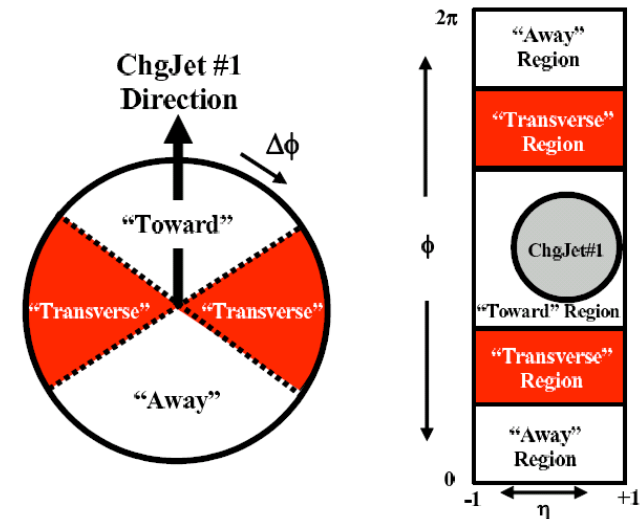 ChgJet #1
Direction
Δϕ
“Toward”
“Transverse”
“Transverse”
“Away”
2π
“Away”
Region
“Transverse”
Region
ϕ
ChgJet#1
“Toward” Region
“Transverse”
Region
“Away”
Region
0
-1
η
+1